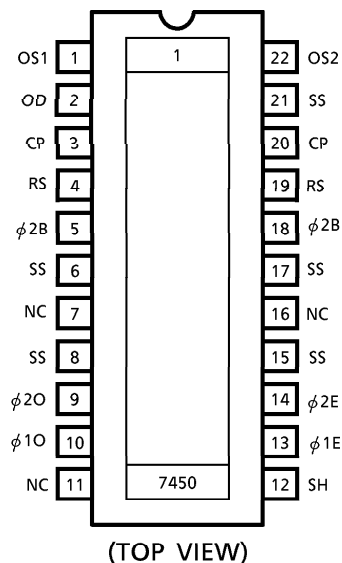 OS1 1 1 22 OS2
OD 2 21 SS
CP 3 20 CP
RS 4 19 RS
ϕ2B 5 18 ϕ2B
SS 6 17 SS
NC 7 16 NC
SS 8 15 SS
ϕ2O 9 14 ϕ2E
ϕ1O 10 13 ϕ1E
NC 11 7450 12 SH
(TOP VIEW)